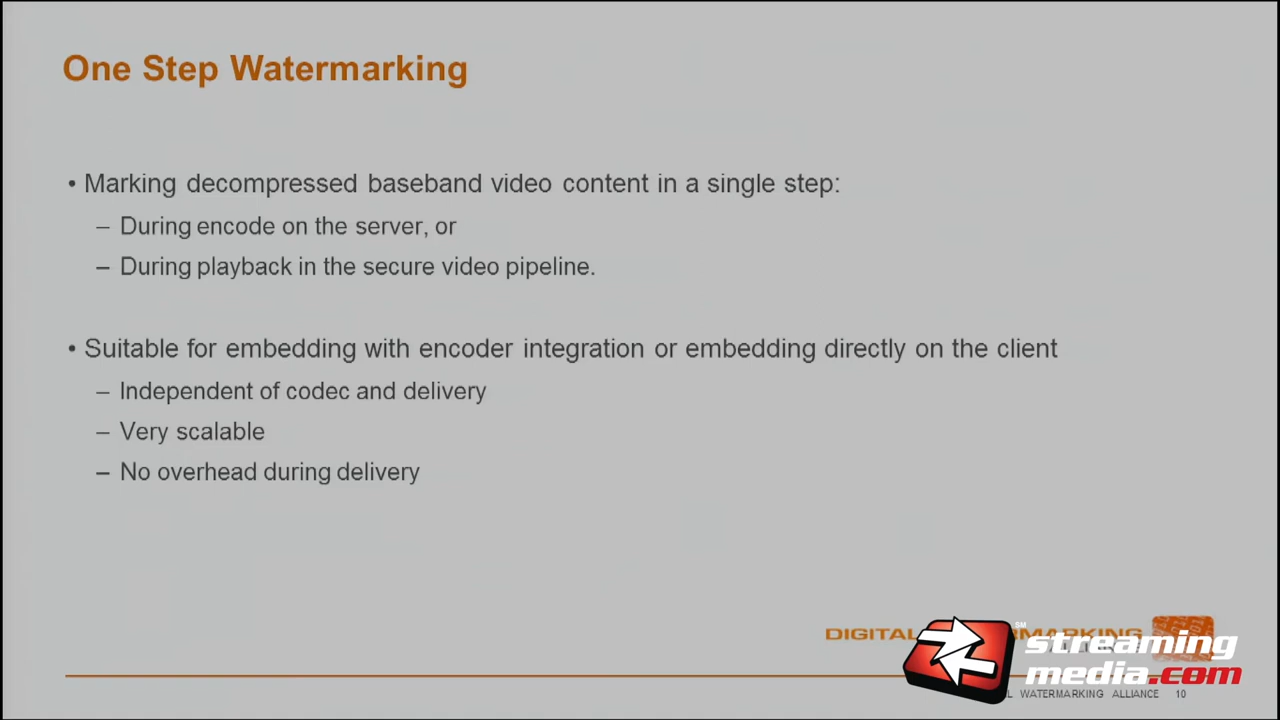 One Step Watermarking
• Marking decompressed baseband video content in a single step:
– During encode on the server, or
– During playback in the secure video pipeline.
• Suitable for embedding with encoder integration or embedding directly on the client
– Independent of codec and delivery
– Very scalable
– No overhead during delivery
DIGITAL
streaming
media.com
WATERMARKING ALLIANCE 10